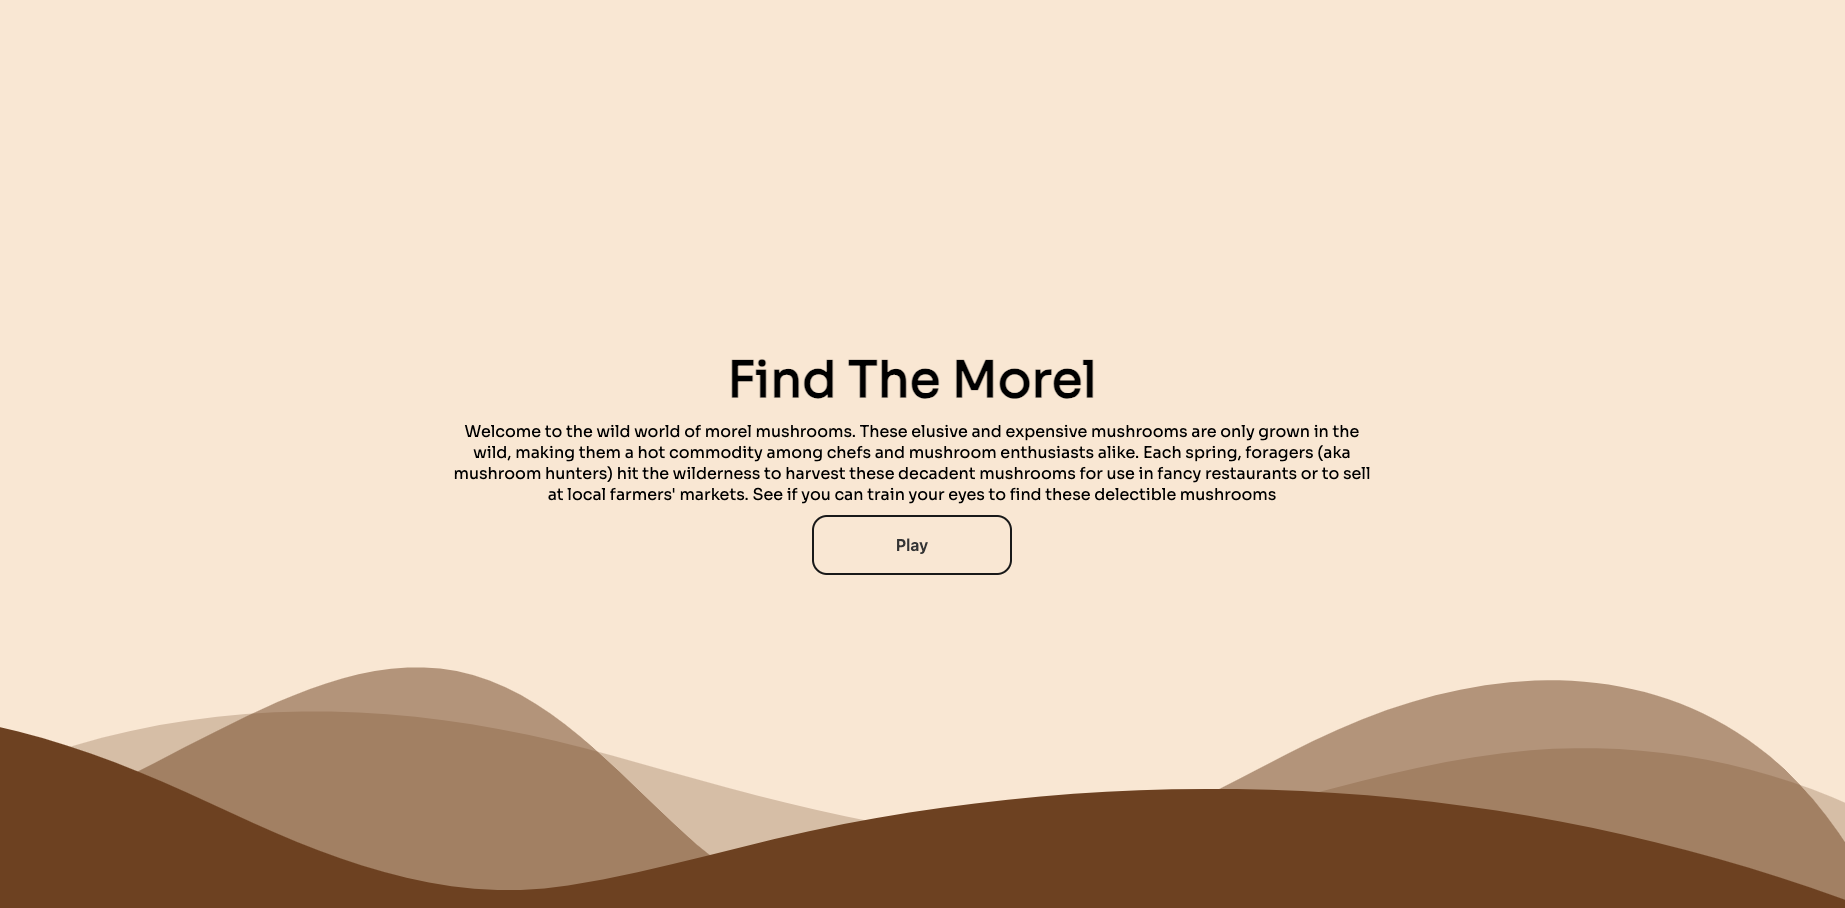 Find The Morel
Welcome to the wild world of morel mushrooms. These elusive and expensive mushrooms are only grown in the
wild, making them a hot commodity among chefs and mushroom enthusiasts alike. Each spring, foragers (aka
mushroom hunters) hit the wilderness to harvest these decadent mushrooms for use in fancy restaurants or to sell
at local farmers' markets. See if you can train your eyes to find these delectible mushrooms
Play